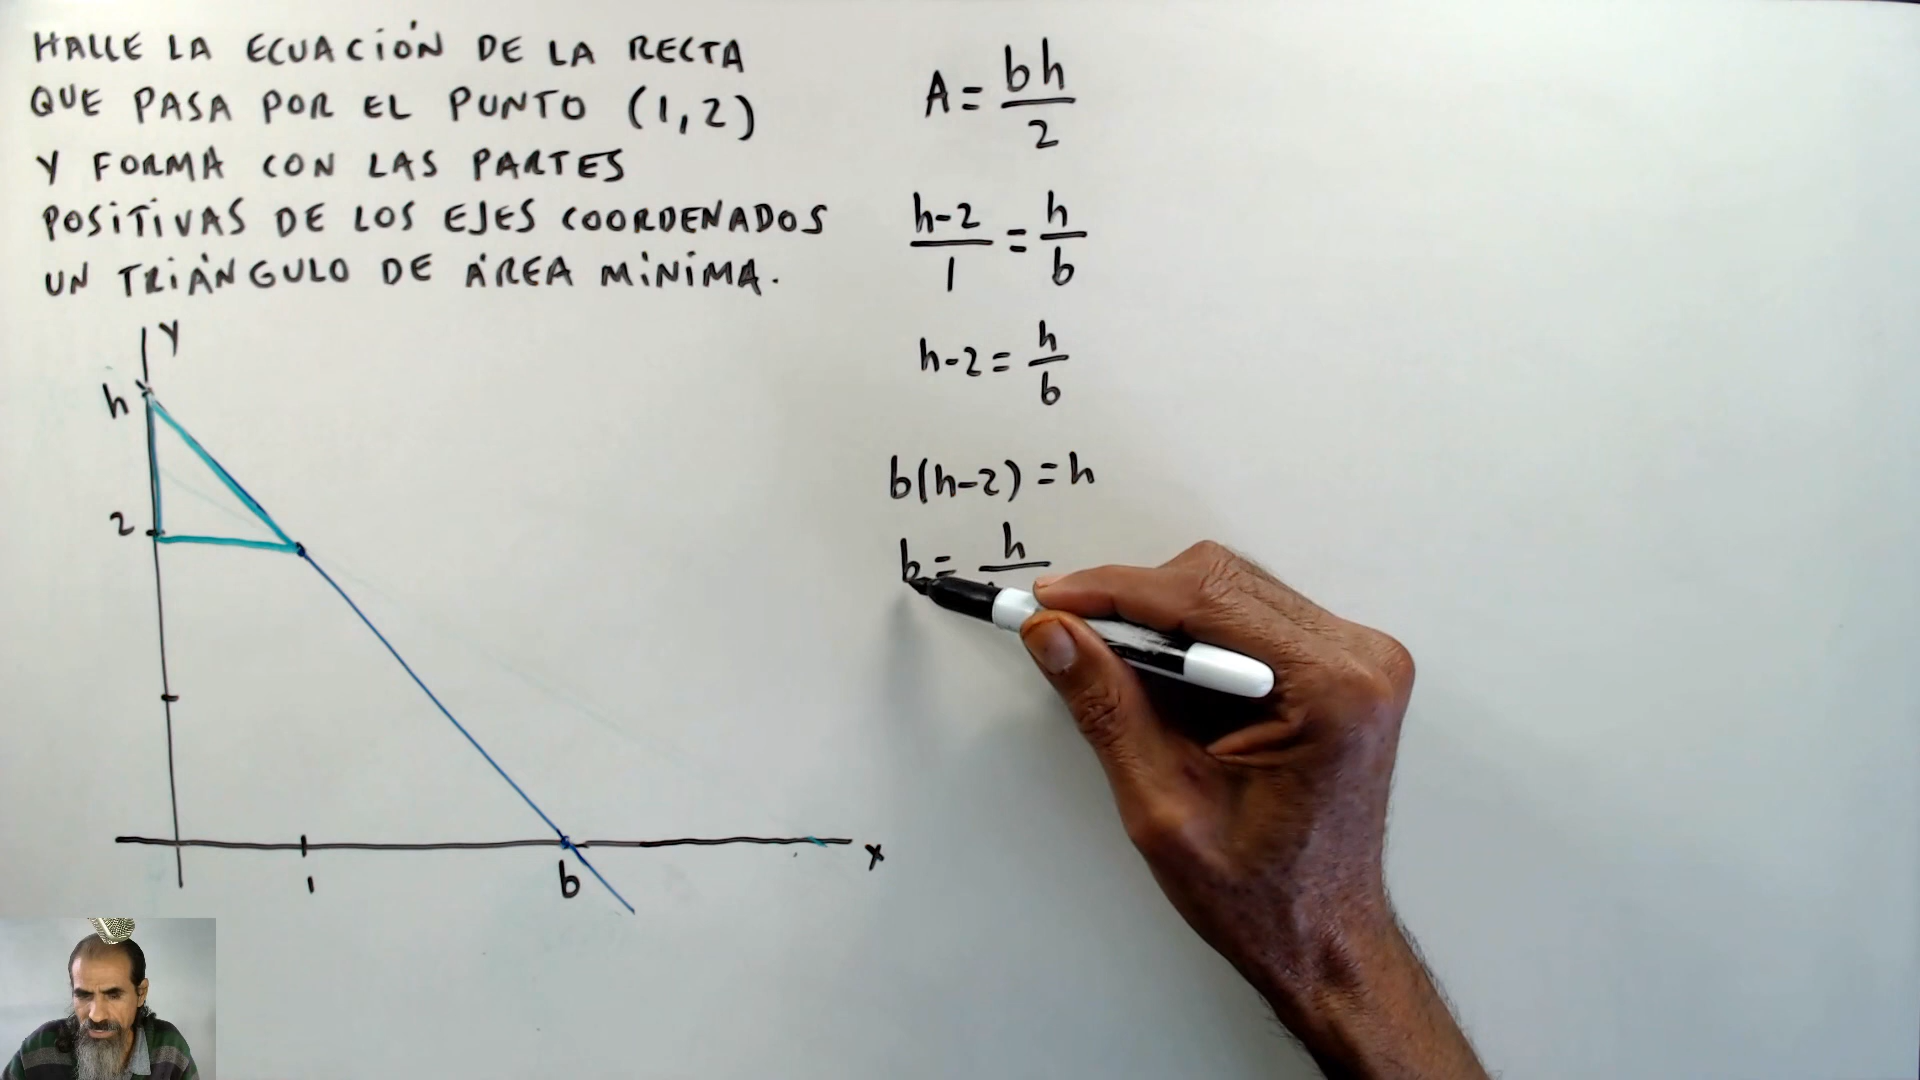 HALLE LA ECUACIÓN DE LA RECTA
QUE PASA POR EL PUNTO (1,2)
Y FORMA CON LAS PARTES
POSITIVAS DE LOS EJES COORDENADOS
UN TRIÁNGULO DE ÁREA MÍNIMA.
y
h
2
1
b
x
A = bh/2
h-2/1 = h/b
h-2 = h/b
b(h-2) = h
b = h